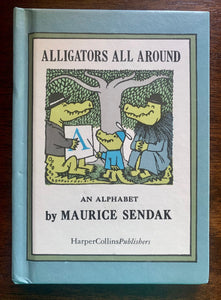 ALLIGATORS ALL AROUND
A
AN ALPHABET
by MAURICE SENDAK
HarperCollinsPublishers